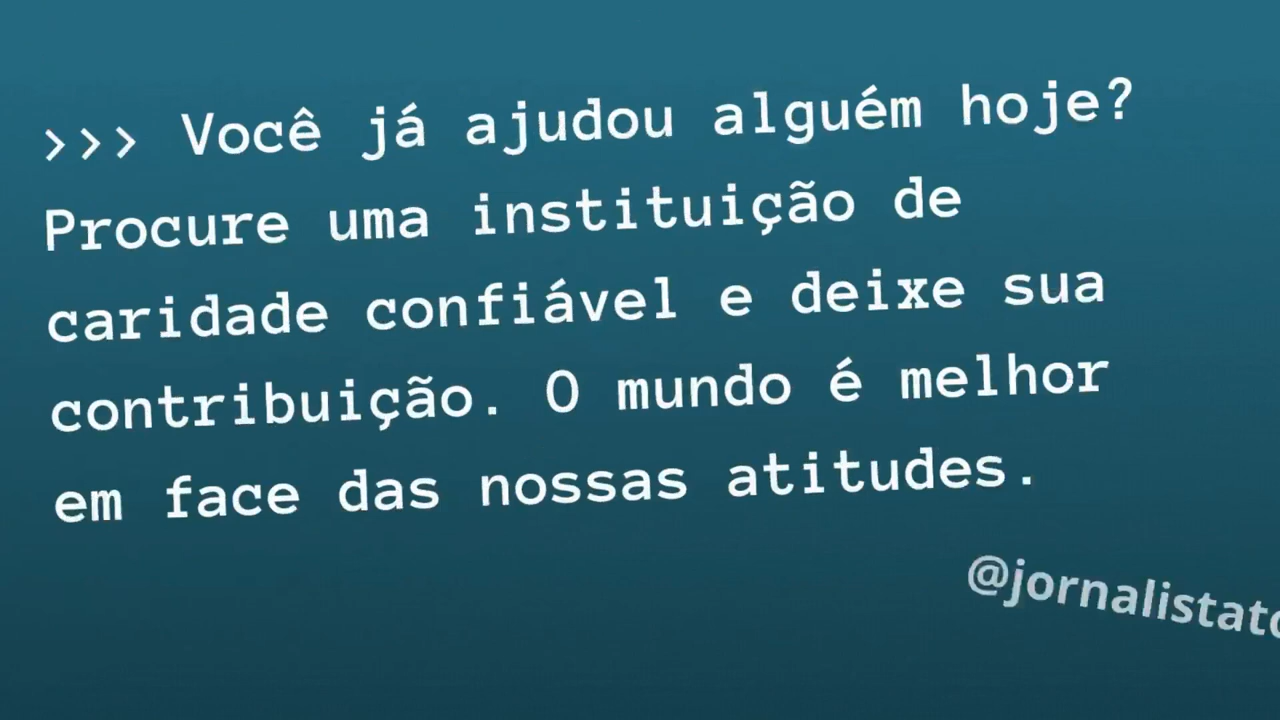 >>> Você já ajudou alguém hoje?
Procure uma instituição de
caridade confiável e deixe sua
contribuição. O mundo é melhor
em face das nossas atitudes.